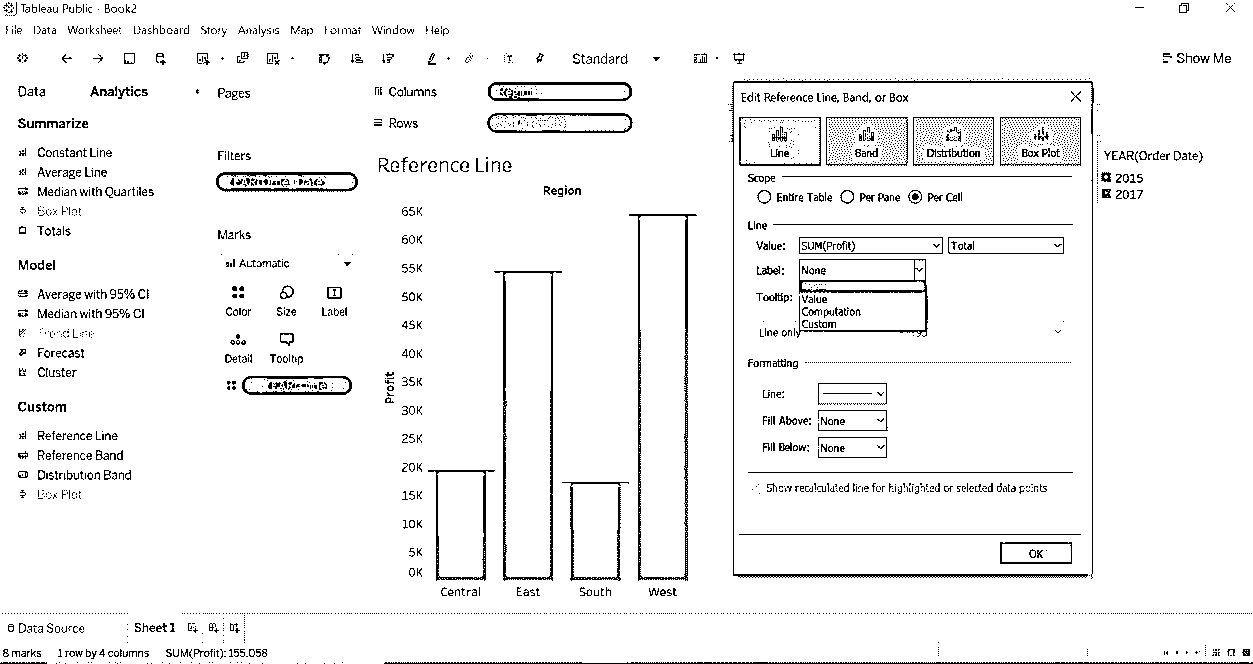 Tableau Public - Book2
File Data Worksheet Dashboard Story Analysis Map Format Window Help
Standard
Show Me
Data Analytics
Pages
Columns Region
Rows
Summarize
Constant Line
Average Line
Median with Quartiles
Box Plot
Totals
Model
Average with 95% CI
Median with 95% CI
Trend Line
Forecast
Cluster
Custom
Reference Line
Reference Band
Distribution Band
Box Plot
Filters
Marks
Automatic
Color Size Label
Detail Tooltip
Reference Line
Region
Profit
65K
60K
55K
50K
45K
40K
35K
30K
25K
20K
15K
10K
5K
0K
Central East South West
Edit Reference Line, Band, or Box
Line Band Distribution Box Plot
Scope
Entire Table Per Pane Per Cell
Line
Value: SUM(Profit) Total
Label: None
Value
Computation
Custom
Tooltip:
Line only
Formatting
Line:
Fill Above: None
Fill Below: None
Show recalculated line for highlighted or selected data points
OK
YEAR(Order Date)
2015
2017
Data Source Sheet1
8 marks 1 row by 4 columns SUM(Profit): 155.058